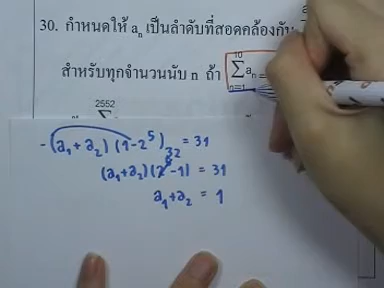 30. กำหนดให้ aₙ เป็นลำดับที่สอดคล้องกับ
สำหรับทุกจำนวนนับ n ถ้า \sum_{n=1}^{10} aₙ =
2552
-(a₁+a₂)(1-2⁵) = 31
32
(a₁+a₂)(2⁵-1) = 31
a₁+a₂ = 1